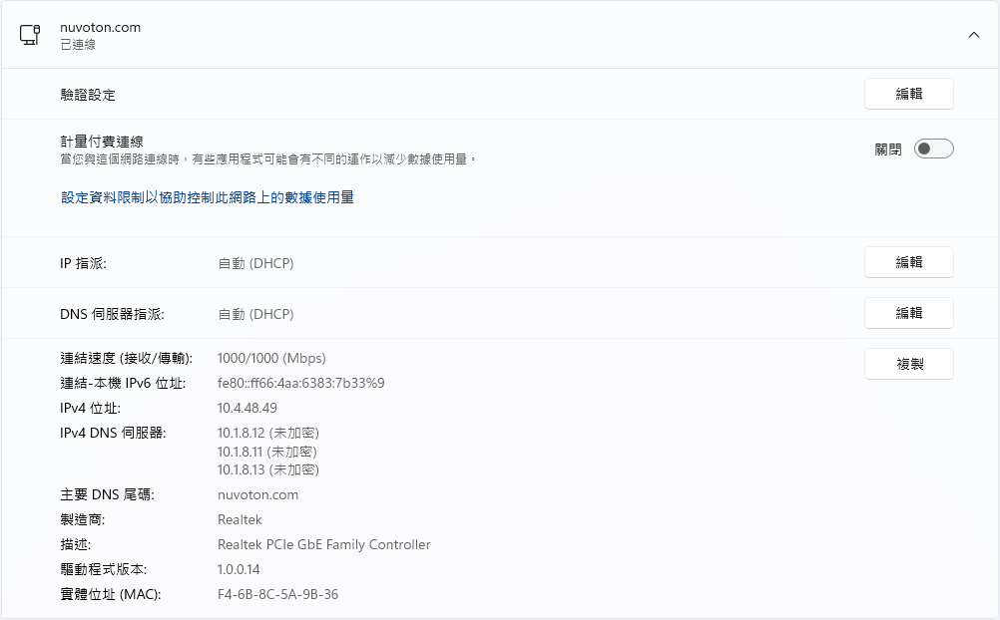 nuvoton.com
已連線
驗證設定
編輯
計量付費連線
當您與這個網路連線時，有些應用程式可能會有不同的運作以減少數據使用量。
關閉
設定資料限制以協助控制此網路上的數據使用量
IP 指派: 自動 (DHCP)
編輯
DNS 伺服器指派: 自動 (DHCP)
編輯
連結速度 (接收/傳輸): 1000/1000 (Mbps)
複製
連結-本機 IPv6 位址: fe80::ff66:4aa:6383:7b33%9
IPv4 位址: 10.4.48.49
IPv4 DNS 伺服器: 10.1.8.12 (未加密)
10.1.8.11 (未加密)
10.1.8.13 (未加密)
主要 DNS 尾碼: nuvoton.com
製造商: Realtek
描述: Realtek PCIe GbE Family Controller
驅動程式版本: 1.0.0.14
實體位址 (MAC): F4-6B-8C-5A-9B-36